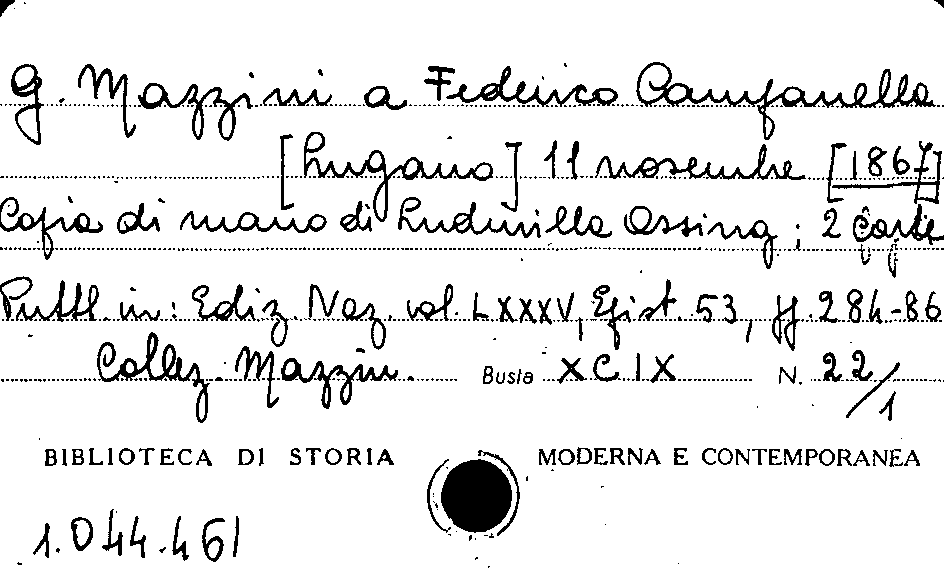 G. Mazzini a Federico Campanella
[Lugano] 11 novembre [1867]
Copia di mano di Ludmilla Assing; 2 carte
Pubbl. in: Ediz. Naz. vol. LXXXV, Epist. 53, pp. 284-86
Collez. Mazzin. Busta XCIX N. 22/1
BIBLIOTECA DI STORIA MODERNA E CONTEMPORANEA
1.044.461